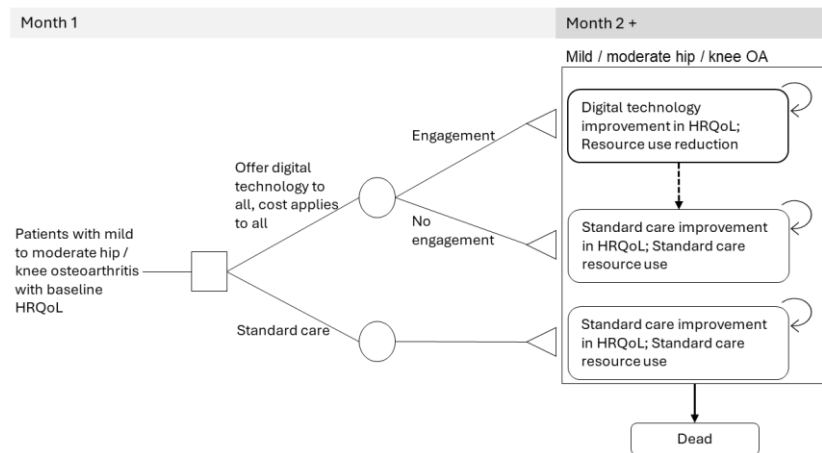 Month 1
Month 2 +
Mild / moderate hip / knee OA
Digital technology
improvement in HRQoL;
Resource use reduction
Engagement
Offer digital
technology to
all, cost applies
to all
No
engagement
Standard care improvement
in HRQoL; Standard care
resource use
Patients with mild
to moderate hip /
knee osteoarthritis
with baseline
HRQoL
Standard care
Standard care improvement
in HRQoL; Standard care
resource use
Dead